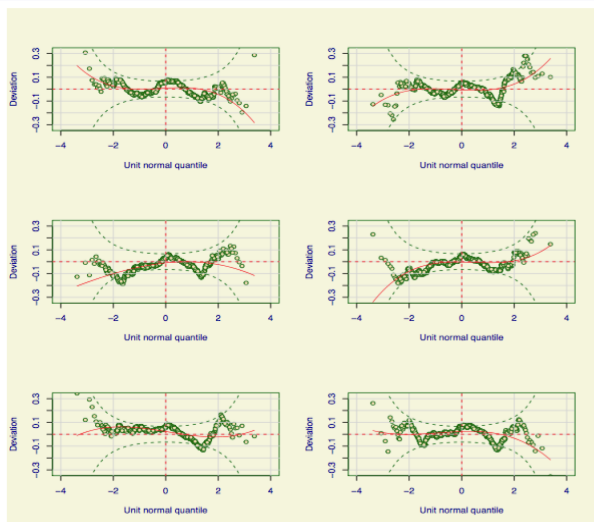 0.3 0.3
Deviation 0.1 Deviation 0.1
-0.1 -0.1
-0.3 -0.3
-4 -2 0 2 4 -4 -2 0 2 4
Unit normal quantile Unit normal quantile
0.3 0.3
Deviation 0.1 Deviation 0.1
-0.1 -0.1
-0.3 -0.3
-4 -2 0 2 4 -4 -2 0 2 4
Unit normal quantile Unit normal quantile
0.3 0.3
Deviation 0.1 Deviation 0.1
-0.1 -0.1
-0.3 -0.3
-4 -2 0 2 4 -4 -2 0 2 4
Unit normal quantile Unit normal quantile